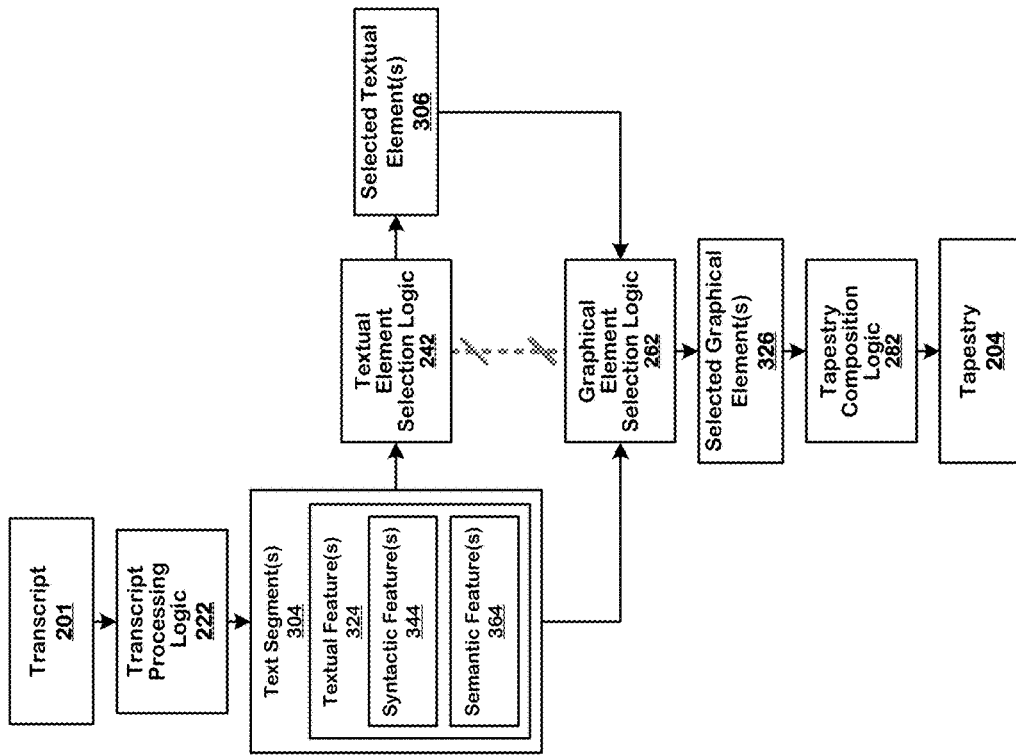 Transcript
201
Transcript
Processing
Logic
222
Text Segment(s)
304
Textual Feature(s)
324
Syntactic Feature(s)
344
Semantic Feature(s)
364
Textual
Element
Selection Logic
242
Selected Textual
Element(s)
306
Graphical
Element
Selection Logic
262
Selected Graphical
Element(s)
326
Tapestry
Composition
Logic
282
Tapestry
204